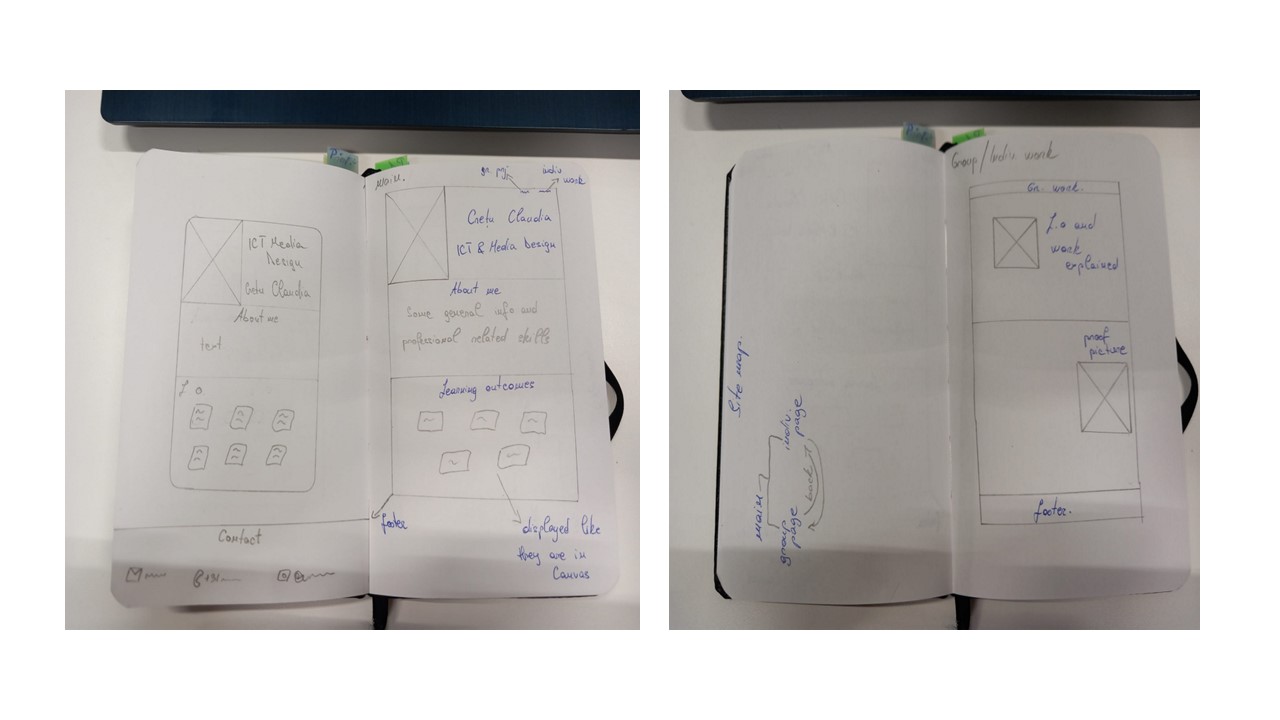 ICT Media
Design
Cretu Claudia
About me
text
L o
Contact
main.
gr. prj
indiv
work
Crețu Claudia
ICT & Media Design
About me
Some general info and
professional related skills
Learning outcomes
footer
displayed like
they are in
Canvas
Site map.
main
group
page
indiv.
page
back
Group/Indiv work
Gr. work.
L.o and
work
explained
proof
picture
footer.